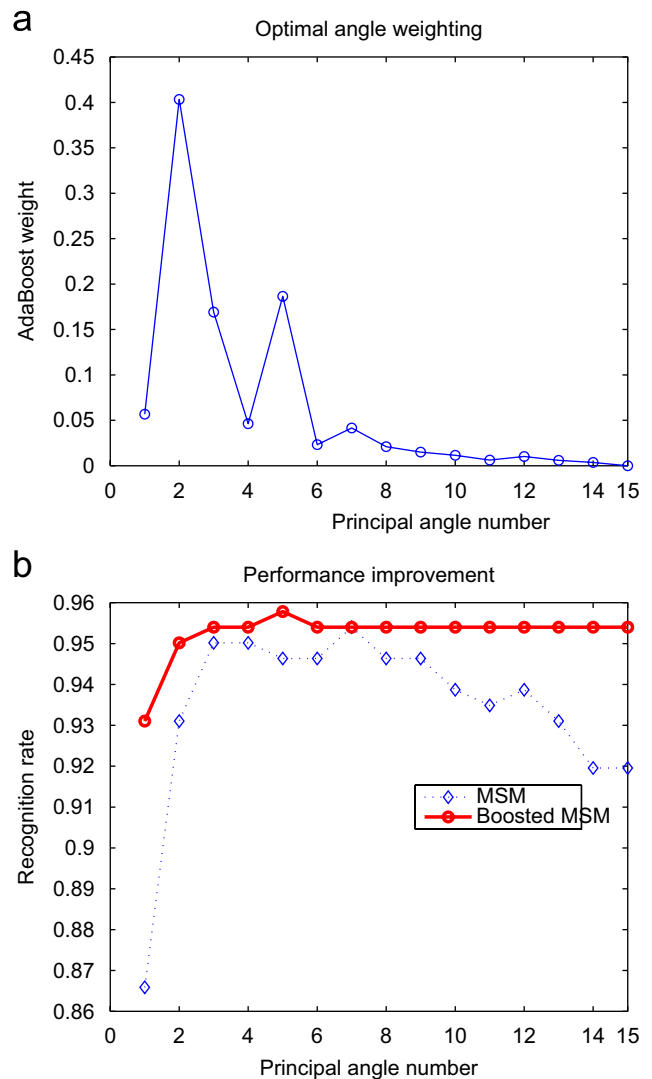 a
Optimal angle weighting
0.45
0.4
0.35
0.3
0.25
0.2
0.15
0.1
0.05
0
AdaBoost weight
0 2 4 6 8 10 12 14 15
Principal angle number
b
Performance improvement
0.96
0.95
0.94
0.93
0.92
0.91
0.9
0.89
0.88
0.87
0.86
Recognition rate
MSM
Boosted MSM
0 2 4 6 8 10 12 14 15
Principal angle number